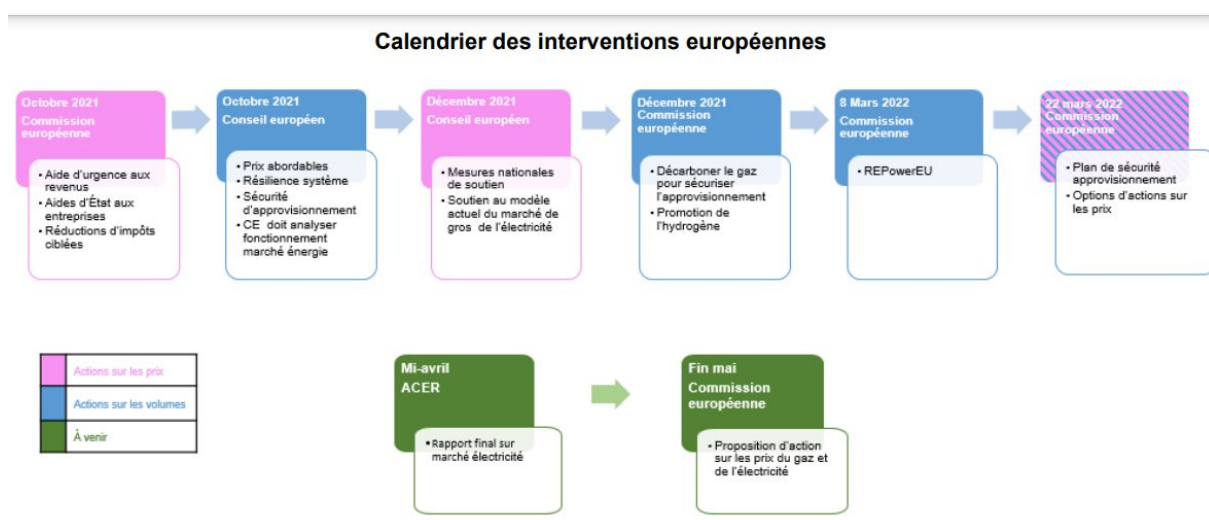 Calendrier des interventions européennes
Octobre 2021
Commission
européenne
• Aide d'urgence aux
revenus
• Aides d'État aux
entreprises
• Réductions d'impôts
ciblées
Octobre 2021
Conseil européen
• Prix abordables
• Résilience système
• Sécurité
d'approvisionnement
• CE doit analyser
fonctionnement
marché énergie
Décembre 2021
Conseil européen
• Mesures nationales
de soutien
• Soutien au modèle
actuel du marché de
gros de l'électricité
Décembre 2021
Commission
européenne
• Décarboner le gaz
pour sécuriser
l'approvisionnement
• Promotion de
l'hydrogène
8 Mars 2022
Commission
européenne
• REPowerEU
22 mars 2022
Commission
européenne
• Plan de sécurité
approvisionnement
• Options d'actions sur
les prix
Actions sur les prix
Actions sur les volumes
À venir
Mi-avril
ACER
• Rapport final sur
marché électricité
Fin mai
Commission
européenne
• Proposition d'action
sur les prix du gaz et
de l'électricité